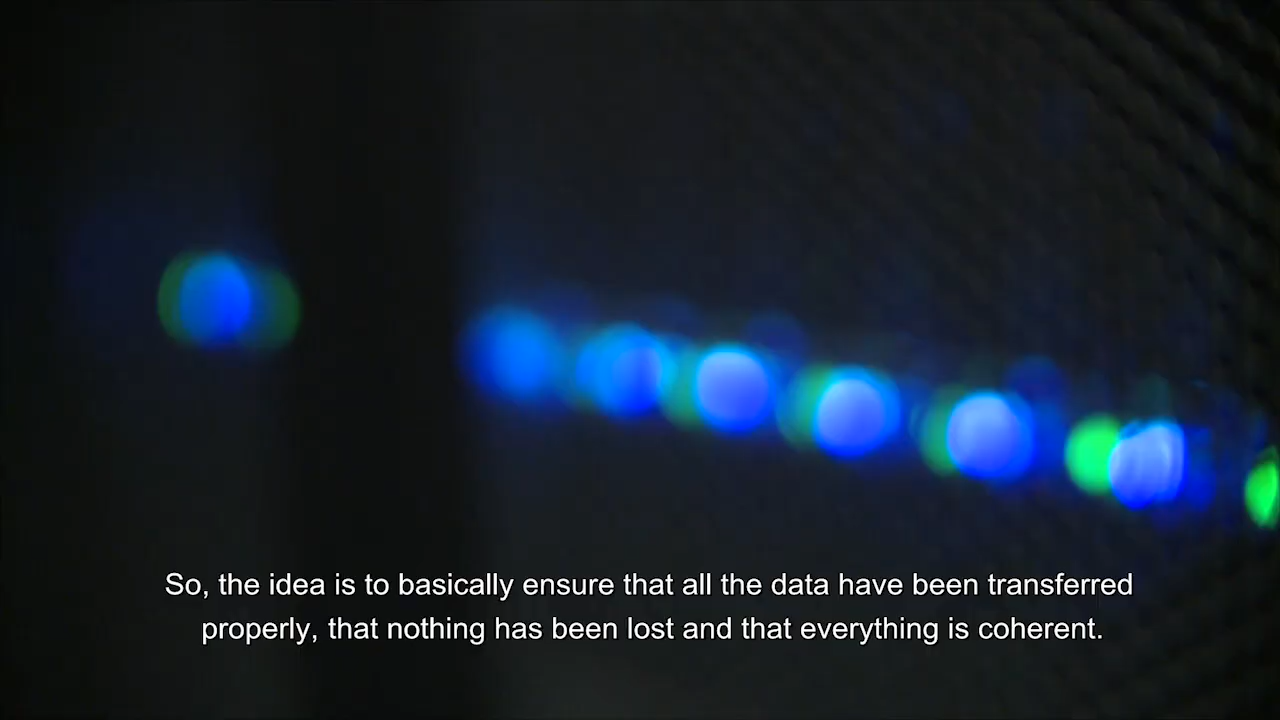 So, the idea is to basically ensure that all the data have been transferred
properly, that nothing has been lost and that everything is coherent.